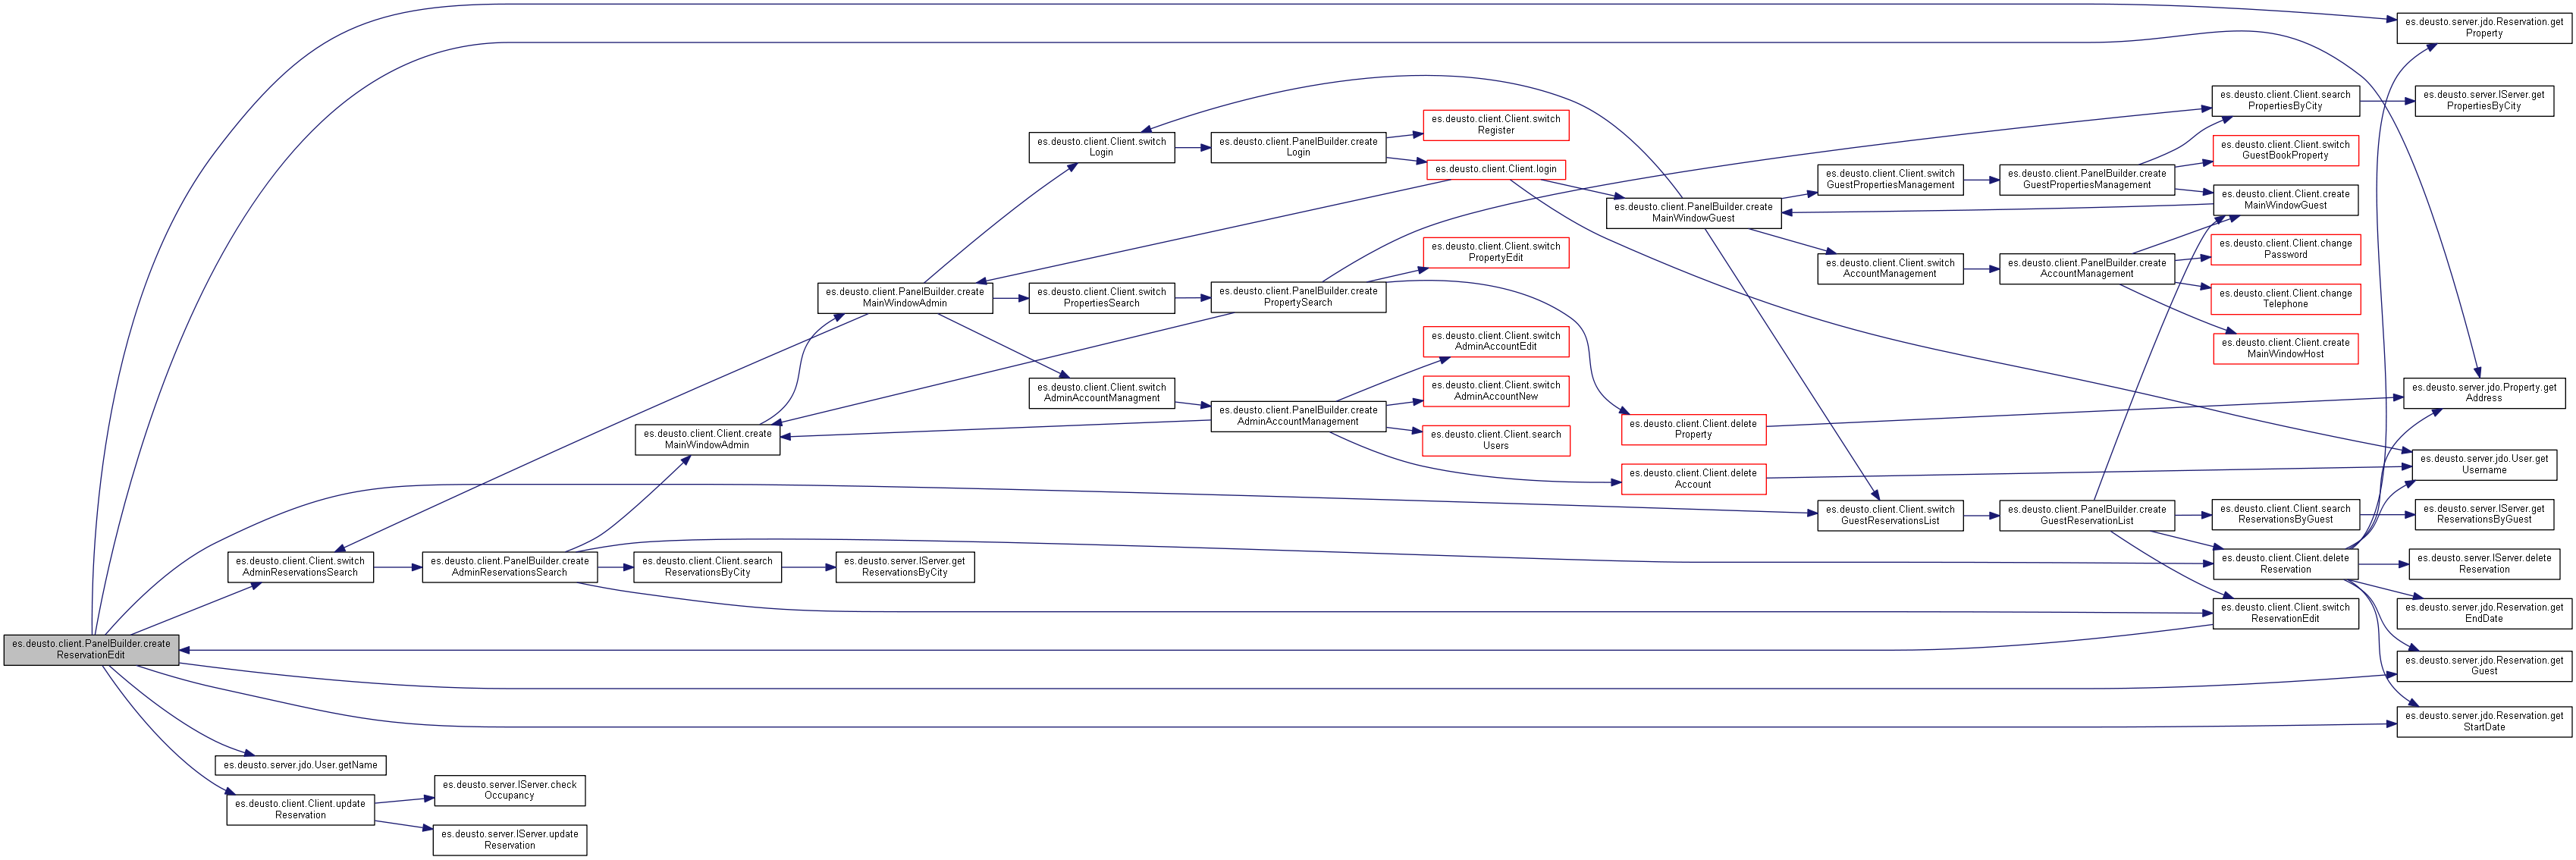 es.deusto.server.jdo.Reservation.get
Property
es.deusto.client.Client.search
PropertiesByCity
es.deusto.server.IServer.get
PropertiesByCity
es.deusto.client.Client.switch
Register
es.deusto.client.Client.switch
Login
es.deusto.client.PanelBuilder.create
Login
es.deusto.client.Client.switch
GuestBookProperty
es.deusto.client.Client.login
es.deusto.client.Client.switch
GuestPropertiesManagement
es.deusto.client.PanelBuilder.create
GuestPropertiesManagement
es.deusto.client.Client.create
MainWindowGuest
es.deusto.client.PanelBuilder.create
MainWindowGuest
es.deusto.client.Client.switch
PropertyEdit
es.deusto.client.Client.change
Password
es.deusto.client.Client.switch
AccountManagement
es.deusto.client.PanelBuilder.create
AccountManagement
es.deusto.client.PanelBuilder.create
MainWindowAdmin
es.deusto.client.Client.switch
PropertiesSearch
es.deusto.client.PanelBuilder.create
PropertySearch
es.deusto.client.Client.change
Telephone
es.deusto.client.Client.switch
AdminAccountEdit
es.deusto.client.Client.create
MainWindowHost
es.deusto.client.Client.switch
AdminAccountManagment
es.deusto.client.Client.switch
AdminAccountNew
es.deusto.server.jdo.Property.get
Address
es.deusto.client.PanelBuilder.create
AdminAccountManagement
es.deusto.client.Client.create
MainWindowAdmin
es.deusto.client.Client.search
Users
es.deusto.client.Client.delete
Property
es.deusto.server.jdo.User.get
Username
es.deusto.client.Client.delete
Account
es.deusto.client.Client.switch
GuestReservationsList
es.deusto.client.PanelBuilder.create
GuestReservationList
es.deusto.client.Client.search
ReservationsByGuest
es.deusto.server.IServer.get
ReservationsByGuest
es.deusto.client.Client.switch
AdminReservationsSearch
es.deusto.client.PanelBuilder.create
AdminReservationsSearch
es.deusto.client.Client.search
ReservationsByCity
es.deusto.server.IServer.get
ReservationsByCity
es.deusto.client.Client.delete
Reservation
es.deusto.server.IServer.delete
Reservation
es.deusto.client.Client.switch
ReservationEdit
es.deusto.server.jdo.Reservation.get
EndDate
es.deusto.client.PanelBuilder.create
ReservationEdit
es.deusto.server.jdo.Reservation.get
Guest
es.deusto.server.jdo.Reservation.get
StartDate
es.deusto.server.jdo.User.getName
es.deusto.server.IServer.check
Occupancy
es.deusto.client.Client.update
Reservation
es.deusto.server.IServer.update
Reservation